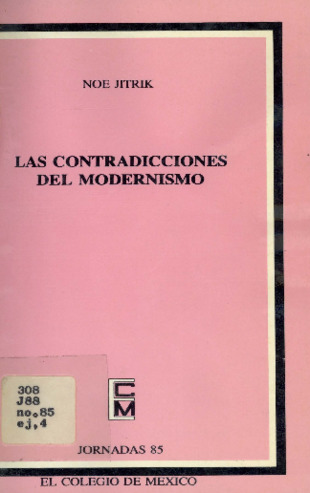 NOE JITRIK
LAS CONTRADICCIONES
DEL MODERNISMO
308
J88
no.85
ej,4
CM
JORNADAS 85
EL COLEGIO DE MEXICO